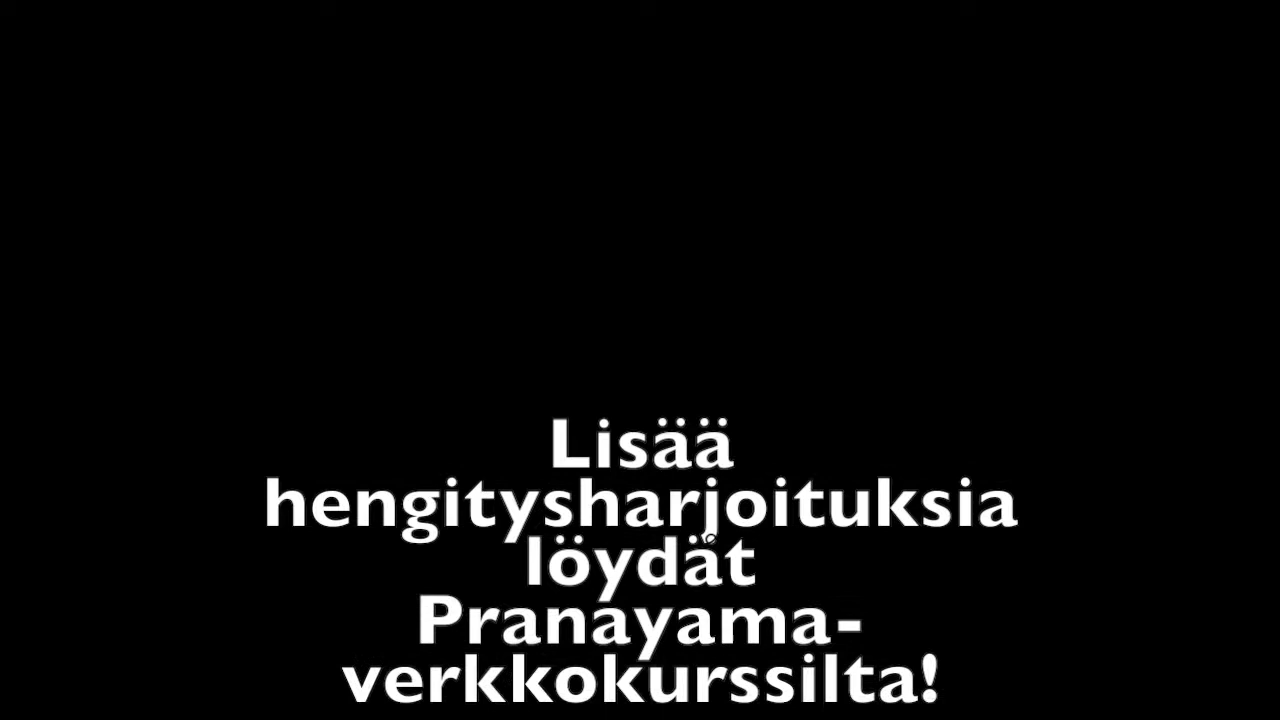 Lisää
hengitysharjoituksia
löydät
Pranayama-
verkkokurssilta!